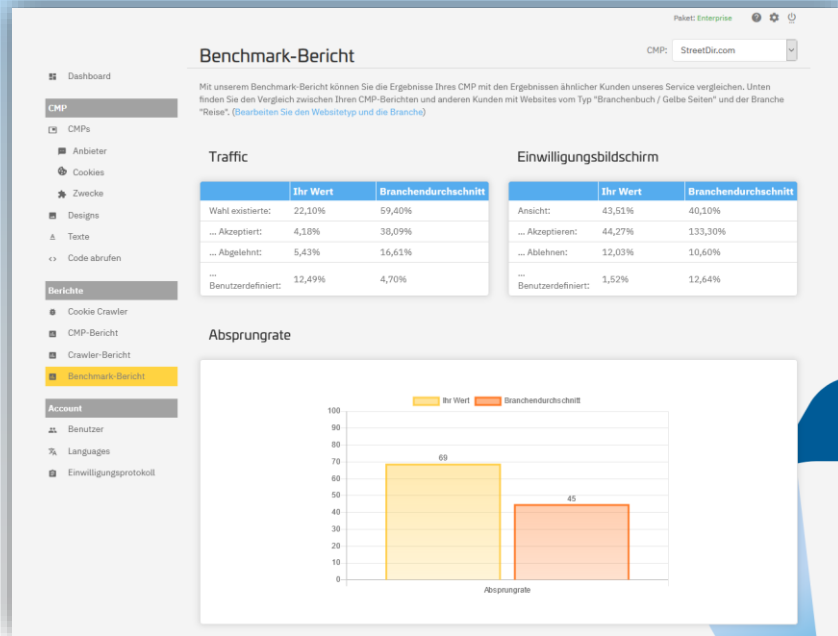 Paket: Enterprise
Benchmark-Bericht
CMP: StreetDir.com
Dashboard
CMP
CMPs
Anbieter
Cookies
Zwecke
Designs
Texte
Code abrufen
Berichte
Cookie Crawler
CMP-Bericht
Crawler-Bericht
Benchmark-Bericht
Account
Benutzer
Languages
Einwilligungsprotokoll
Mit unserem Benchmark-Bericht können Sie die Ergebnisse Ihres CMP mit den Ergebnissen ähnlicher Kunden unseres Service vergleichen. Unten
finden Sie den Vergleich zwischen Ihren CMP-Berichten und anderen Kunden mit Websites vom Typ "Branchenbuch / Gelbe Seiten" und der Branche
"Reise". (Bearbeiten Sie den Websitetyp und die Branche)
Traffic
Ihr Wert Branchendurchschnitt
Wahl existierte: 22,10% 59,40%
... Akzeptiert: 4,18% 38,09%
... Abgelehnt: 5,43% 16,61%
...
Benutzerdefiniert: 12,49% 4,70%
Einwilligungsbildschirm
Ihr Wert Branchendurchschnitt
Ansicht: 43,51% 40,10%
... Akzeptieren: 44,27% 133,30%
... Ablehnen: 12,03% 10,60%
...
Benutzerdefiniert: 1,52% 12,64%
Absprungrate
Ihr Wert Branchendurchschnitt
100
90
80
70
60
50
40
30
20
10
0
69
45
Absprungrate